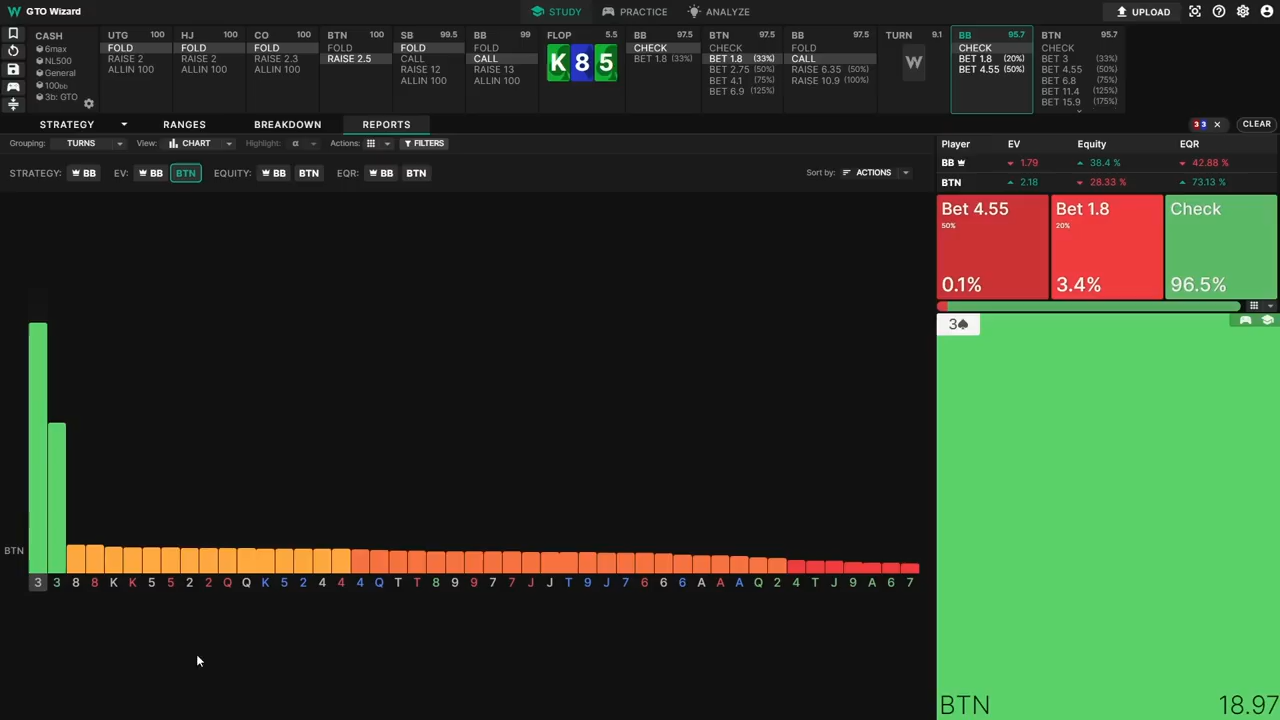 GTO Wizard
STUDY PRACTICE ANALYZE
UPLOAD
CASH
6max
NL500
General
100bb
3b: GTO
UTG 100
FOLD
RAISE 2
ALLIN 100
HJ 100
FOLD
RAISE 2
ALLIN 100
CO 100
FOLD
RAISE 2.3
ALLIN 100
BTN 100
FOLD
RAISE 2.5
SB 99.5
FOLD
CALL
RAISE 12
ALLIN 100
BB 99
FOLD
CALL
RAISE 13
ALLIN 100
FLOP 5.5
K 8 5
BB 97.5
CHECK
BET 1.8 (33%)
BTN 97.5
CHECK
BET 1.8 (33%)
BET 2.75 (50%)
BET 4.1 (75%)
BET 6.9 (125%)
BB 97.5
FOLD
CALL
RAISE 6.35 (50%)
RAISE 10.9 (100%)
TURN 9.1
W
BB 95.7
CHECK
BET 1.8 (20%)
BET 4.55 (50%)
BTN 95.7
CHECK
BET 3 (33%)
BET 4.55 (50%)
BET 6.8 (75%)
BET 11.4 (125%)
BET 15.9 (175%)
STRATEGY RANGES BREAKDOWN REPORTS
3 3 × CLEAR
Grouping: TURNS View: CHART Highlight: α Actions: FILTERS
STRATEGY: BB EV: BB BTN EQUITY: BB BTN EQR: BB BTN
Sort by: ACTIONS
Player EV Equity EQR
BB 1.79 38.4 % 42.88 %
BTN 2.18 28.33 % 73.13 %
Bet 4.55
50%
0.1%
Bet 1.8
20%
3.4%
Check
96.5%
3♠
BTN
3 3 8 8 K K 5 5 2 2 Q Q K 5 2 4 4 4 Q T T 8 9 9 7 7 J J T 9 J 7 6 6 6 A A A Q 2 4 T J 9 A 6 7
BTN 18.97